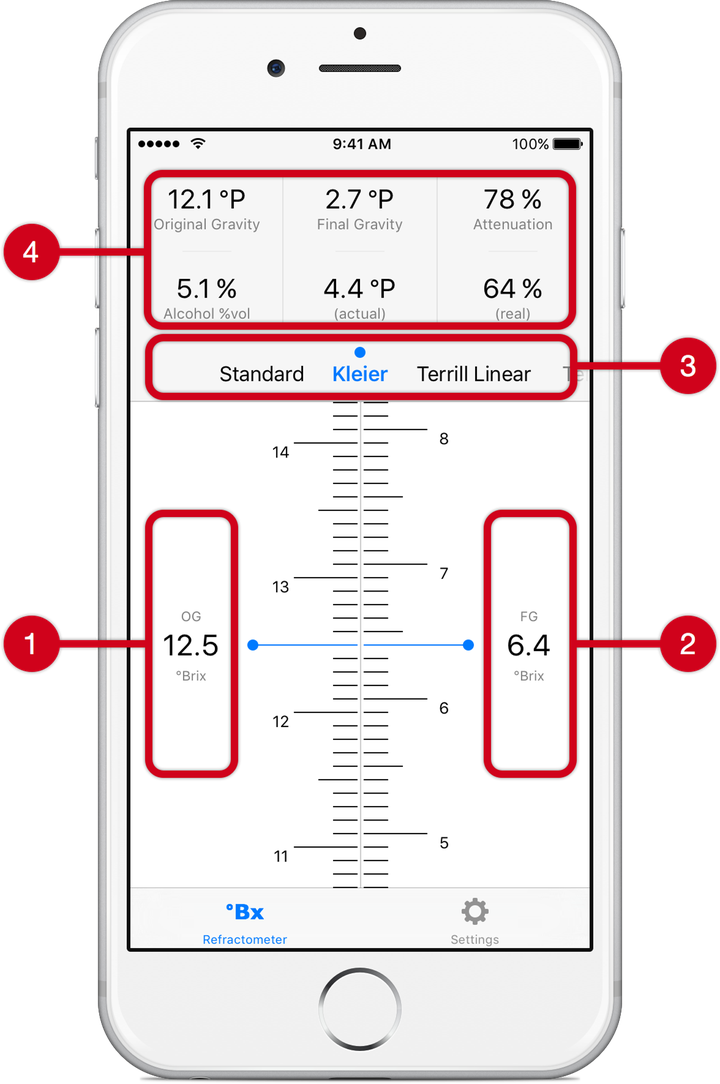 9:41 AM 100%
12.1 °P 2.7 °P 78 %
Original Gravity Final Gravity Attenuation
4
5.1 % 4.4 °P 64 %
Alcohol %vol (actual) (real)
Standard Kleier Terrill Linear Te
3
14 8
13 7
OG FG
1 12.5 6.4 2
°Brix °Brix
12 6
11 5
°Bx
Refractometer Settings